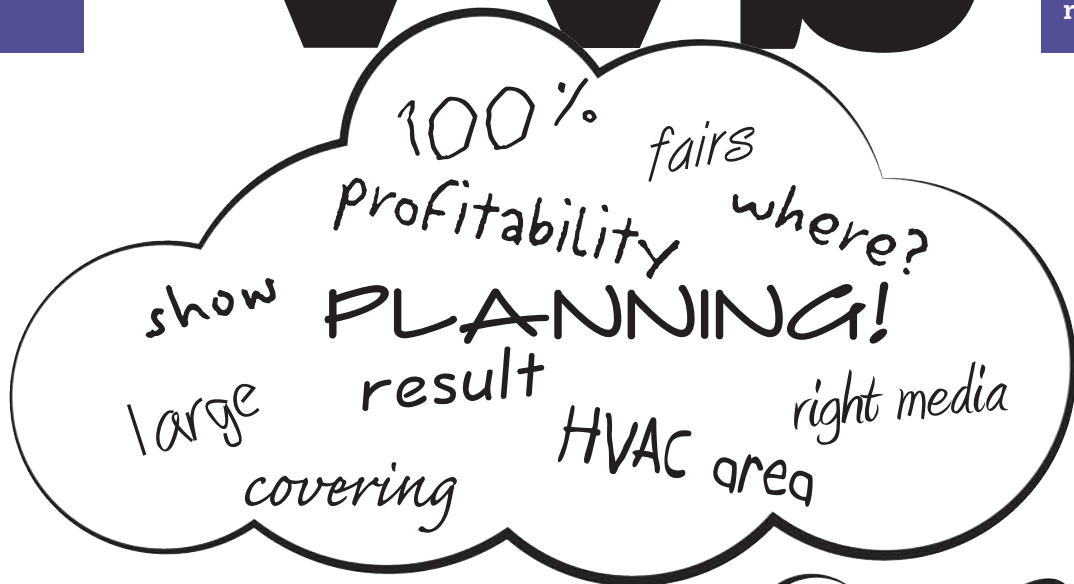 100%
fairs
profitability
where?
show
PLANNING!
result
large
right media
HVAC area
covering